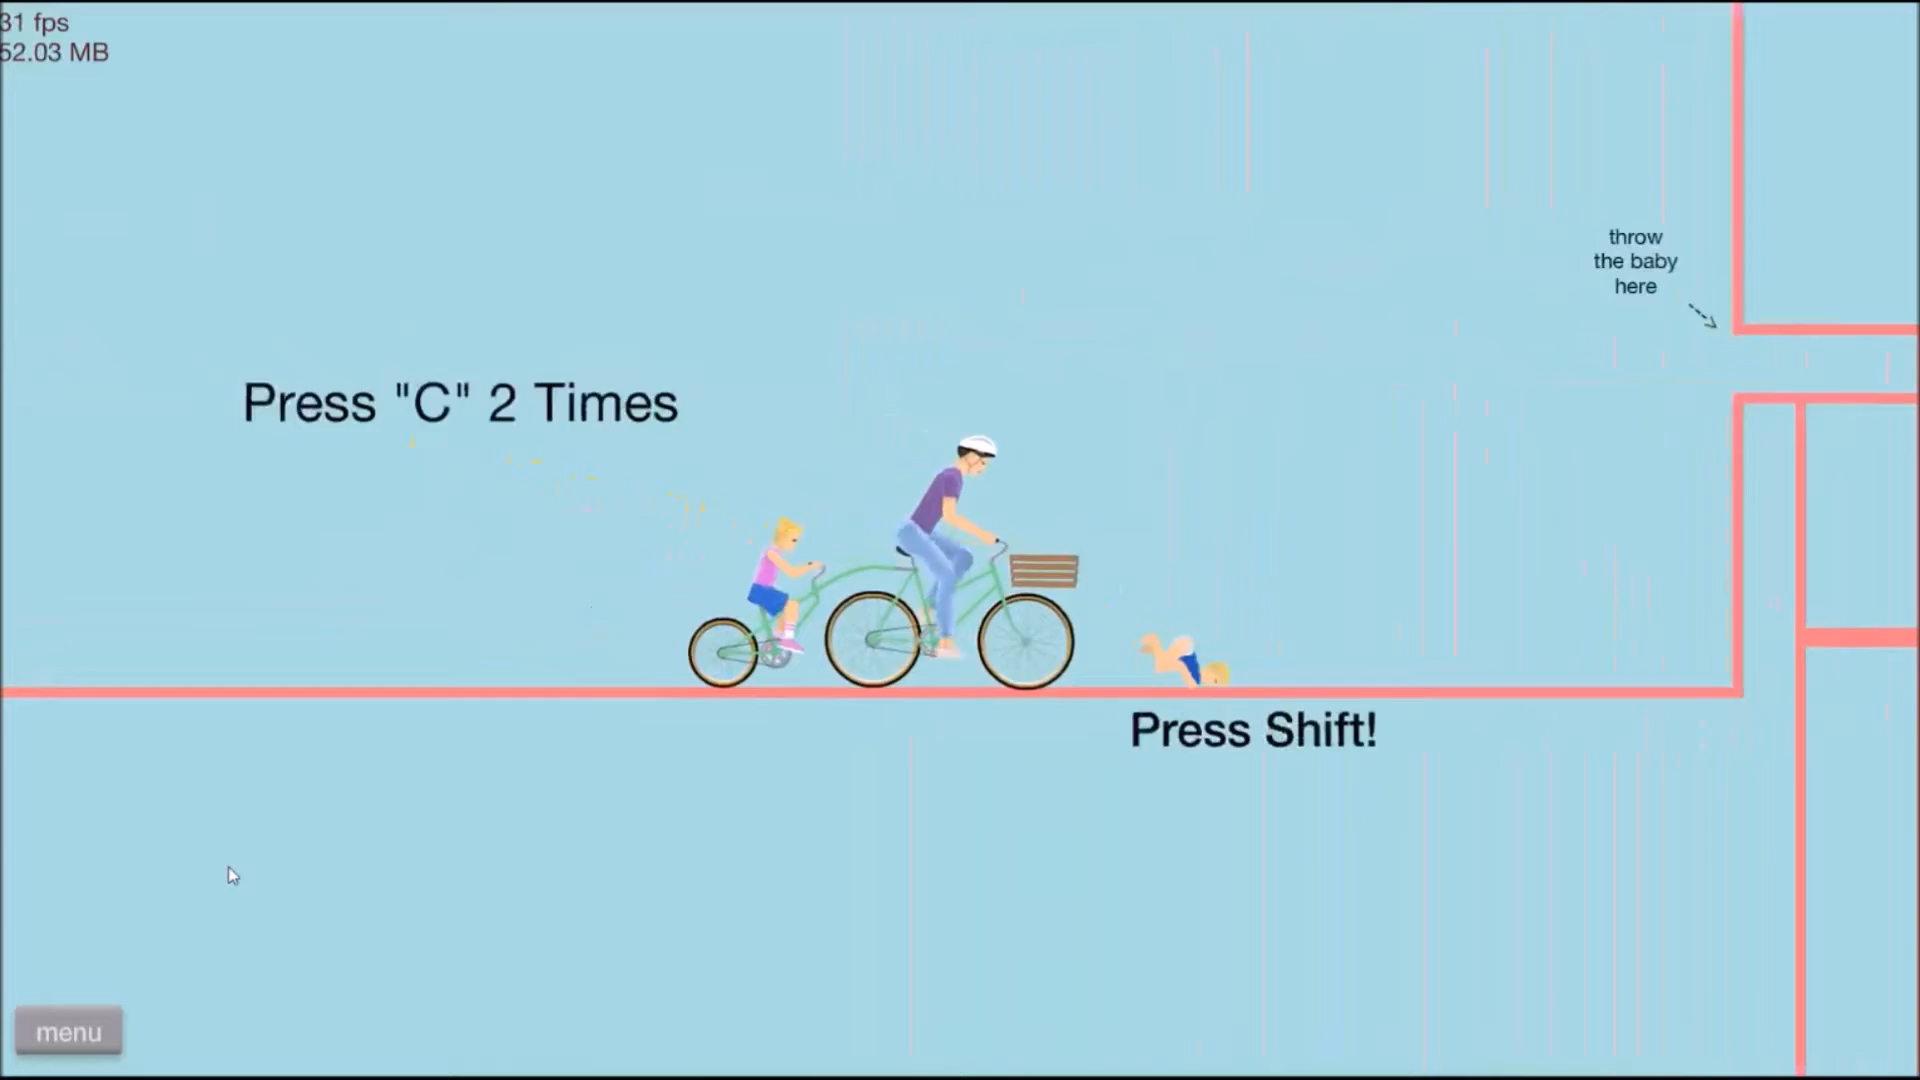 31 fps
52.03 MB
throw
the baby
here
Press "C" 2 Times
Press Shift!
menu